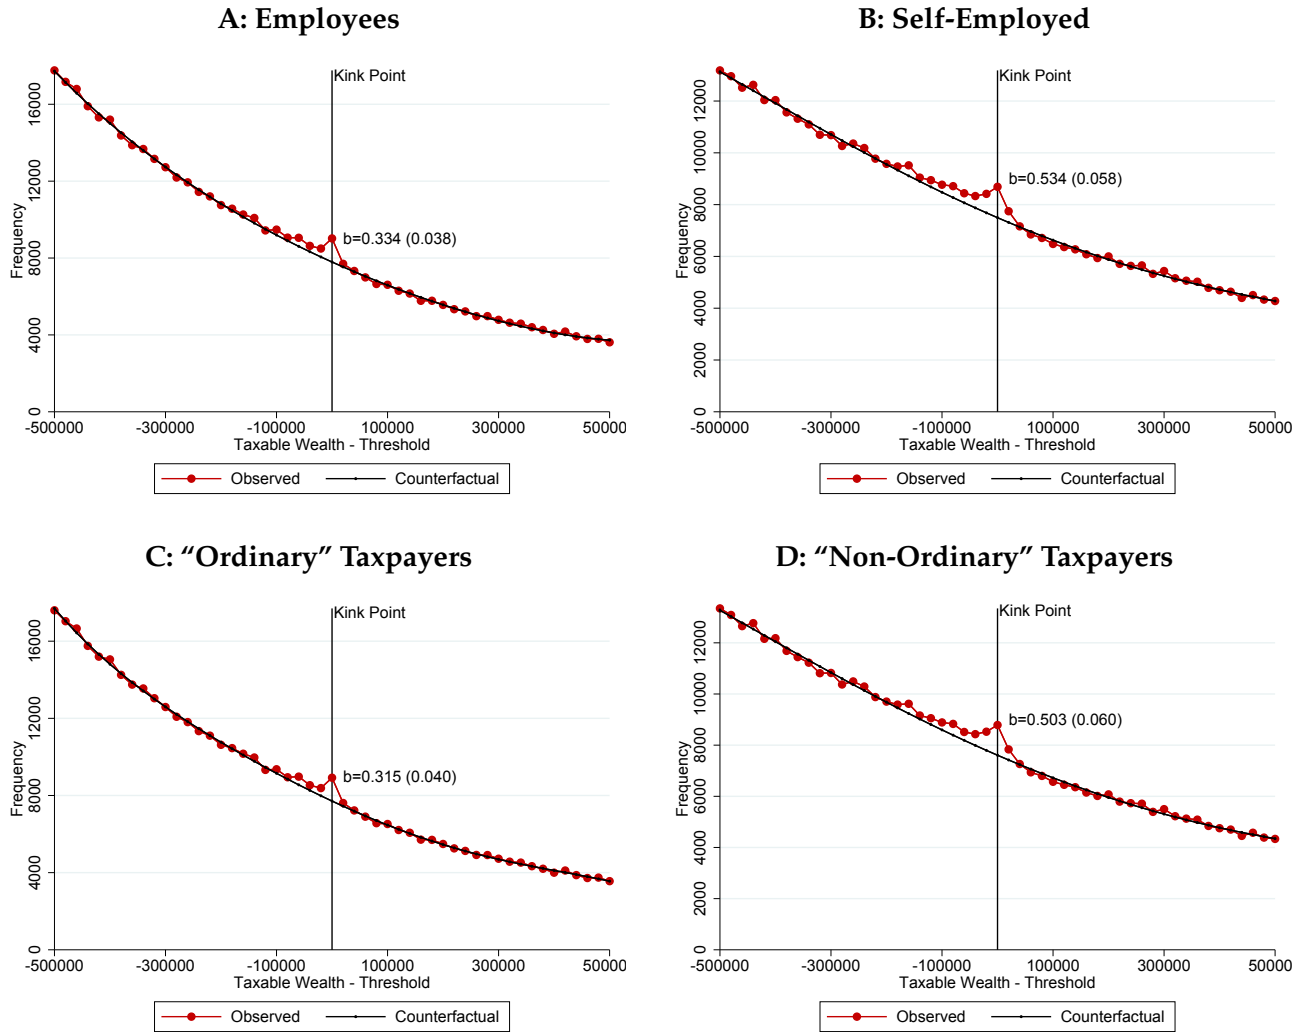 A: Employees
Kink Point
b=0.334 (0.038)
Frequency
0
4000
8000
12000
16000
-500000
-300000
-100000
100000
300000
50000
Taxable Wealth - Threshold
Observed
Counterfactual
B: Self-Employed
Kink Point
b=0.534 (0.058)
Frequency
0
2000
4000
6000
8000
10000
12000
-500000
-300000
-100000
100000
300000
50000
Taxable Wealth - Threshold
Observed
Counterfactual
C: “Ordinary” Taxpayers
Kink Point
b=0.315 (0.040)
Frequency
0
4000
8000
12000
16000
-500000
-300000
-100000
100000
300000
50000
Taxable Wealth - Threshold
Observed
Counterfactual
D: “Non-Ordinary” Taxpayers
Kink Point
b=0.503 (0.060)
Frequency
0
2000
4000
6000
8000
10000
12000
-500000
-300000
-100000
100000
300000
50000
Taxable Wealth - Threshold
Observed
Counterfactual